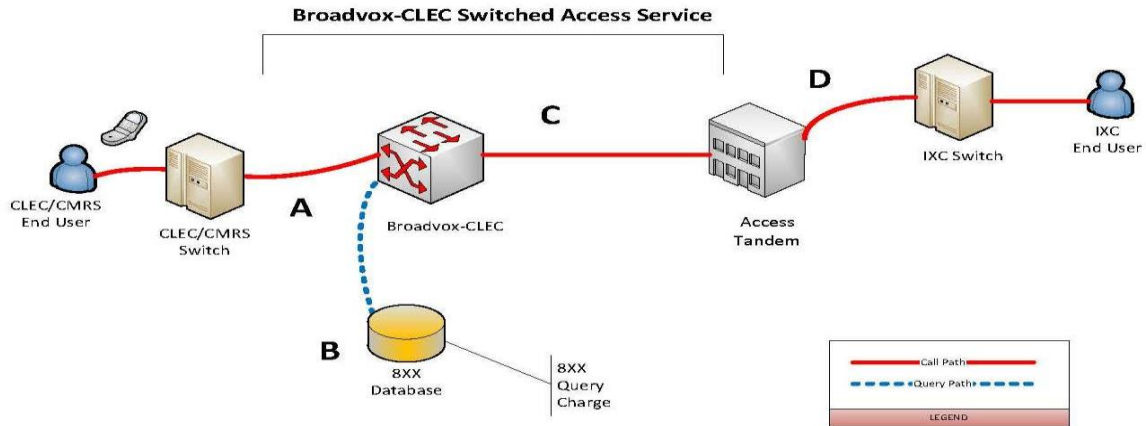 Broadvox-CLEC Switched Access Service
D
C
IXC
End User
IXC Switch
CLEC/CMRS
End User
A
CLEC/CMRS
Switch
Broadvox-CLEC
Access
Tandem
B
8XX
Database
8XX
Query
Charge
Call Path
Query Path
LEGEND